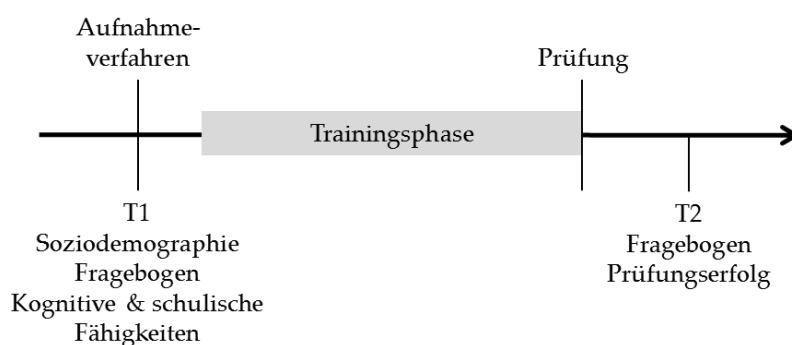 Aufnahme-
verfahren
Prüfung
Trainingsphase
T1
Soziodemographie
Fragebogen
Kognitive & schulische
Fähigkeiten
T2
Fragebogen
Prüfungserfolg